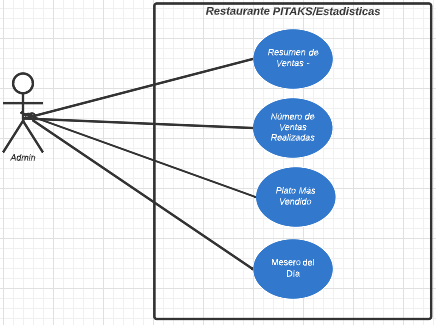 Restaurante PITAKS/Estadisticas
Resumen de
Ventas -
Número de
Ventas
Realizadas
Plato Más
Vendido
Mesero del
Día
Admin